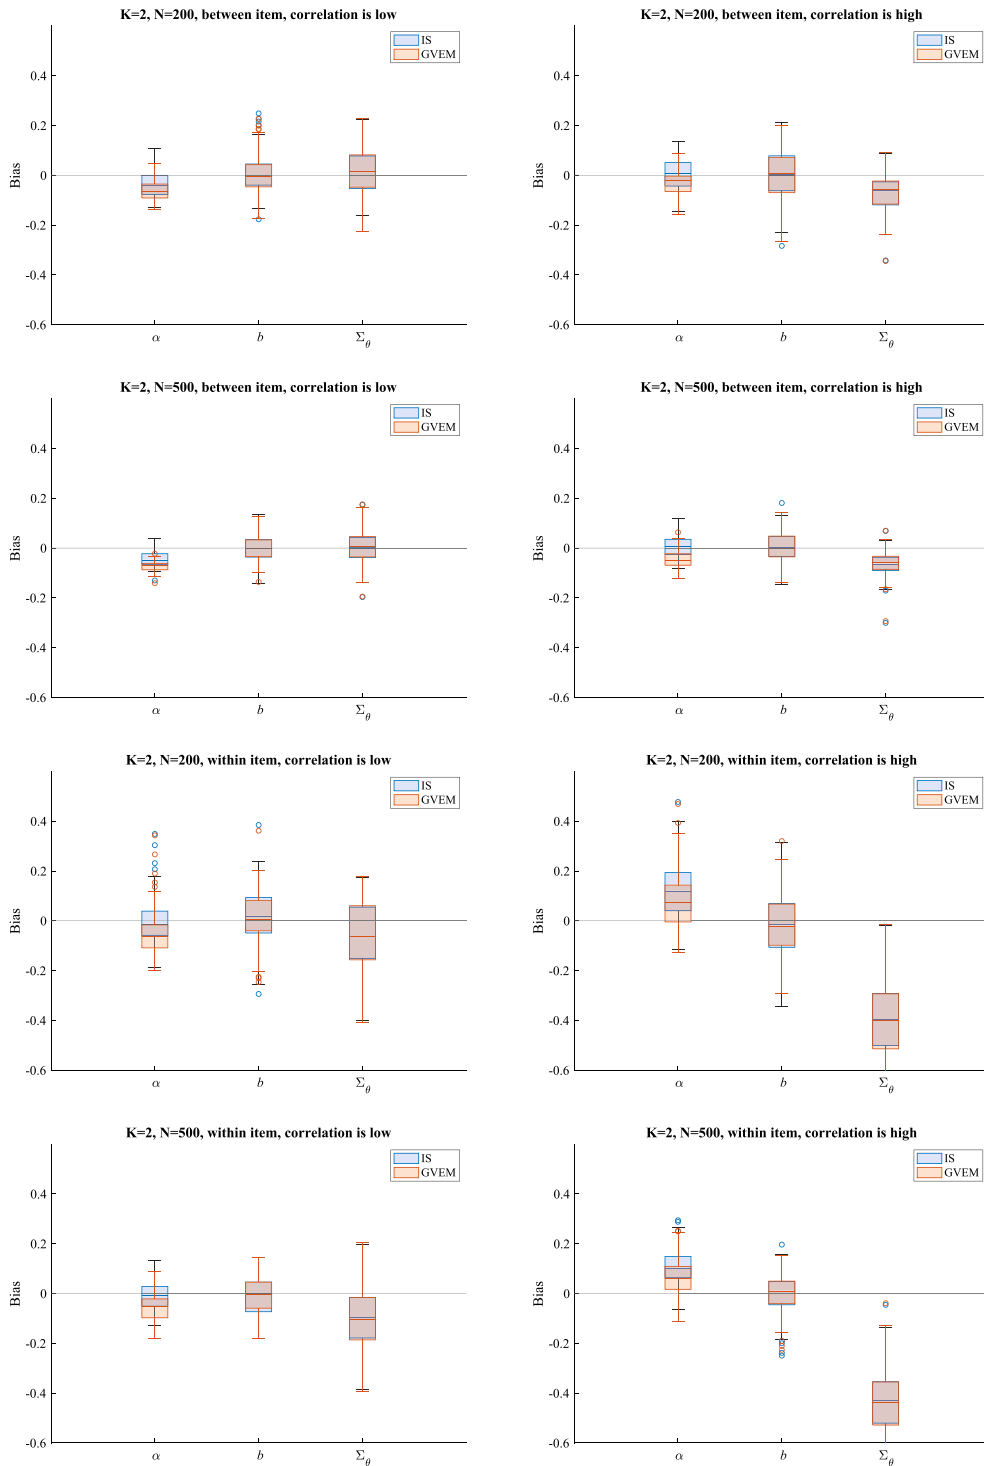 K=2, N=200, between item, correlation is low
IS
GVEM
0.4
0.2
0
-0.2
-0.4
-0.6
Bias
α
b
Σθ
K=2, N=200, between item, correlation is high
IS
GVEM
0.4
0.2
0
-0.2
-0.4
-0.6
Bias
α
b
Σθ
K=2, N=500, between item, correlation is low
IS
GVEM
0.4
0.2
0
-0.2
-0.4
-0.6
Bias
α
b
Σθ
K=2, N=500, between item, correlation is high
IS
GVEM
0.4
0.2
0
-0.2
-0.4
-0.6
Bias
α
b
Σθ
K=2, N=200, within item, correlation is low
IS
GVEM
0.4
0.2
0
-0.2
-0.4
-0.6
Bias
α
b
Σθ
K=2, N=200, within item, correlation is high
IS
GVEM
0.4
0.2
0
-0.2
-0.4
-0.6
Bias
α
b
Σθ
K=2, N=500, within item, correlation is low
IS
GVEM
0.4
0.2
0
-0.2
-0.4
-0.6
Bias
α
b
Σθ
K=2, N=500, within item, correlation is high
IS
GVEM
0.4
0.2
0
-0.2
-0.4
-0.6
Bias
α
b
Σθ